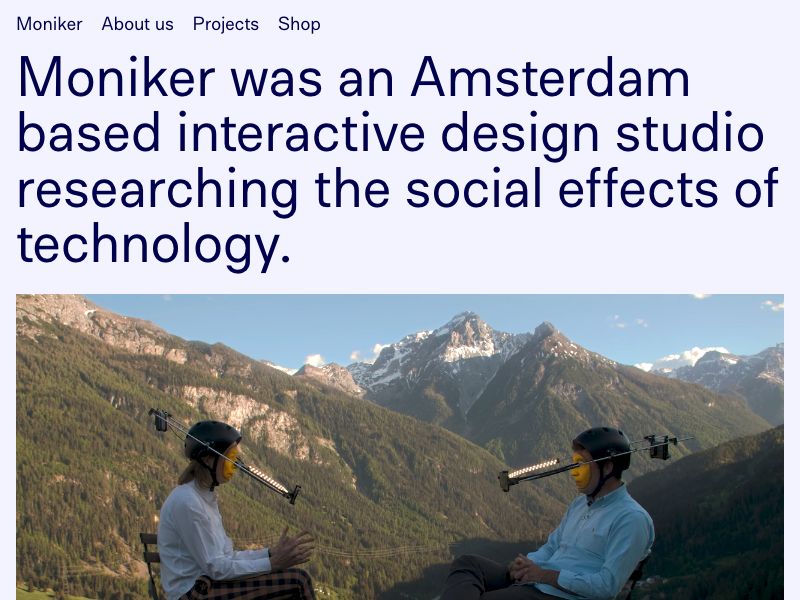 Moniker About us Projects Shop
Moniker was an Amsterdam
based interactive design studio
researching the social effects of
technology.